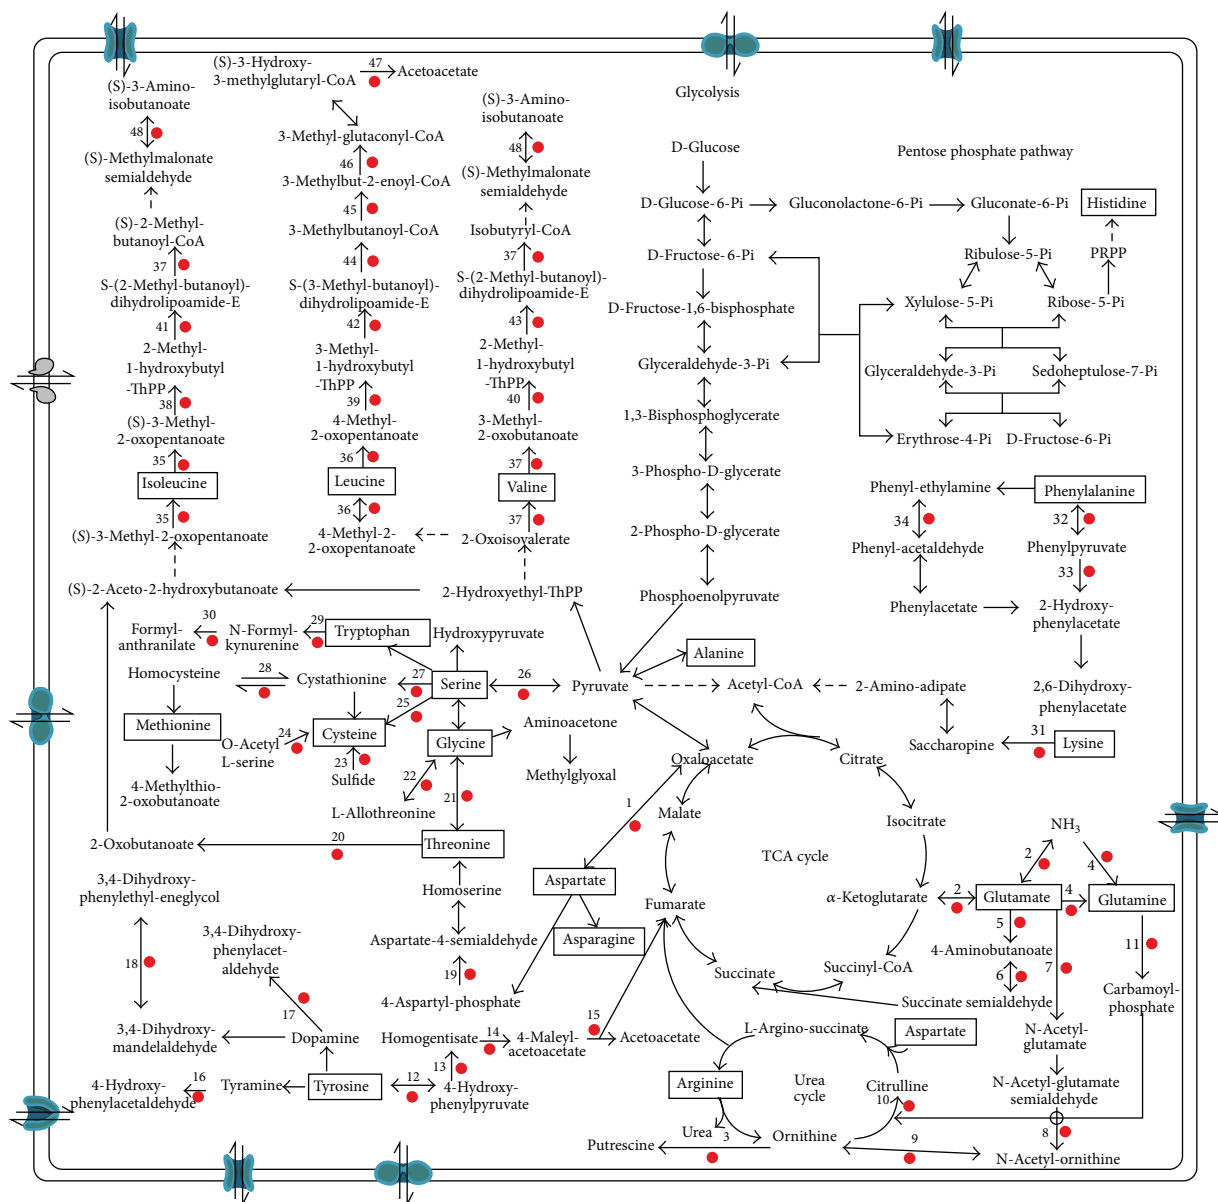 Glycolysis
Pentose phosphate pathway
(S)-3-Amino-
isobutanoate
48
(S)-Methylmalonate
semialdehyde
(S)-2-Methyl-
butanoyl-CoA
37
S-(2-Methyl-butanoyl)-
dihydrolipoamide-E
41
2-Methyl-
1-hydroxybutyl
-ThPP
38
(S)-3-Methyl-
2-oxopentanoate
35
Isoleucine
35
(S)-3-Methyl-2-oxopentanoate
(S)-2-Aceto-2-hydroxybutanoate
(S)-3-Hydroxy-
3-methylglutaryl-CoA
47
Acetoacetate
3-Methyl-glutaconyl-CoA
46
3-Methylbut-2-enoyl-CoA
45
3-Methylbutanoyl-CoA
44
S-(3-Methyl-butanoyl)-
dihydrolipoamide-E
42
3-Methyl-
1-hydroxybutyl
-ThPP
39
4-Methyl-
2-oxopentanoate
36
Leucine
36
4-Methyl-2-
2-oxopentanoate
(S)-3-Amino-
isobutanoate
48
(S)-Methylmalonate
semialdehyde
Isobutyryl-CoA
37
S-(2-Methyl-butanoyl)-
dihydrolipoamide-E
43
2-Methyl-
1-hydroxybutyl
-ThPP
40
3-Methyl-
2-oxobutanoate
37
Valine
37
2-Oxoisovalerate
2-Hydroxyethyl-ThPP
D-Glucose
D-Glucose-6-Pi
Gluconolactone-6-Pi
Gluconate-6-Pi
Histidine
D-Fructose-6-Pi
Ribulose-5-Pi
PRPP
D-Fructose-1,6-bisphosphate
Xylulose-5-Pi
Ribose-5-Pi
Glyceraldehyde-3-Pi
Glyceraldehyde-3-Pi
Sedoheptulose-7-Pi
1,3-Bisphosphoglycerate
Erythrose-4-Pi
D-Fructose-6-Pi
3-Phospho-D-glycerate
2-Phospho-D-glycerate
Phosphoenolpyruvate
Phenyl-ethylamine
Phenylalanine
34
32
Phenyl-acetaldehyde
Phenylpyruvate
33
Phenylacetate
2-Hydroxy-
phenylacetate
2,6-Dihydroxy-
phenylacetate
30
29
Formyl-
anthranilate
N-Formyl-
kynurenine
Tryptophan
Hydroxypyruvate
Homocysteine
28
Cystathionine
27
Serine
26
Pyruvate
Alanine
Acetyl-CoA
2-Amino-adipate
25
Methionine
24
O-Acetyl
L-serine
Cysteine
23
Sulfide
Glycine
Aminoacetone
Methylglyoxal
Saccharopine
31
Lysine
4-Methylthio-
2-oxobutanoate
22
L-Allothreonine
21
2-Oxobutanoate
20
Threonine
Oxaloacetate
Citrate
1
Malate
Isocitrate
TCA cycle
NH3
2
4
Homoserine
Aspartate
Fumarate
α-Ketoglutarate
2
Glutamate
4
Glutamine
Aspartate-4-semialdehyde
Asparagine
5
4-Aminobutanoate
7
11
19
Succinate
Succinyl-CoA
6
4-Aspartyl-phosphate
Succinate semialdehyde
Carbamoyl-
phosphate
3,4-Dihydroxy-
phenylethyl-eneglycol
18
3,4-Dihydroxy-
phenylacet-
aldehyde
17
3,4-Dihydroxy-
mandelaldehyde
Dopamine
Homogentisate
14
4-Maleyl-
acetoacetate
15
Acetoacetate
L-Argino-succinate
Aspartate
N-Acetyl-
glutamate
16
4-Hydroxy-
phenylacetaldehyde
Tyramine
Tyrosine
12
13
4-Hydroxy-
phenylpyruvate
Arginine
Urea
cycle
Citrulline
10
N-Acetyl-glutamate
semialdehyde
Urea
3
Ornithine
Putrescine
9
8
N-Acetyl-ornithine